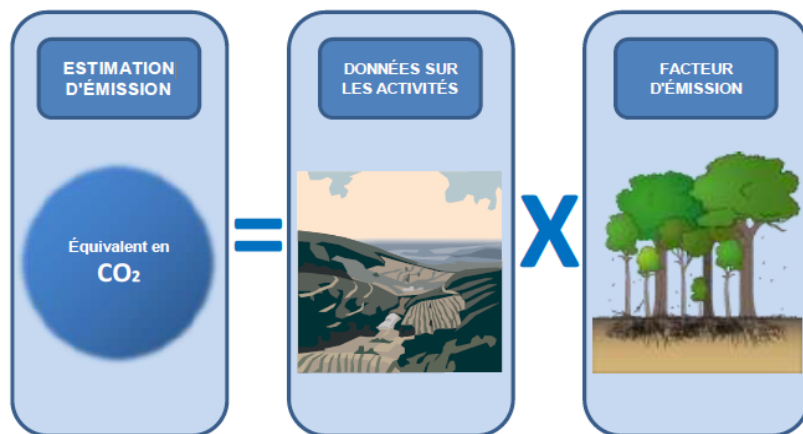 ESTIMATION
D'ÉMISSION
DONNÉES SUR
LES ACTIVITÉS
FACTEUR
D'ÉMISSION
Équivalent en
CO₂
=
X